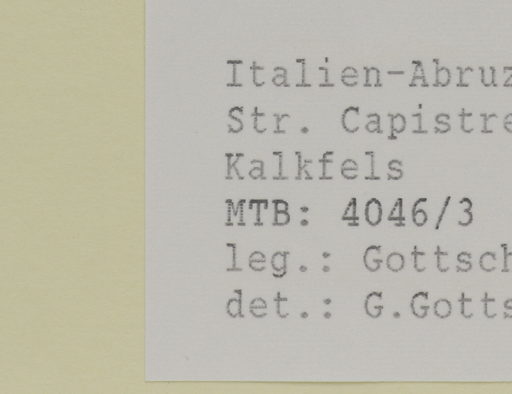 Italien-Abruz
Str. Capistre
Kalkfels
MTB: 4046/3
leg.: Gottsch
det.: G.Gotts